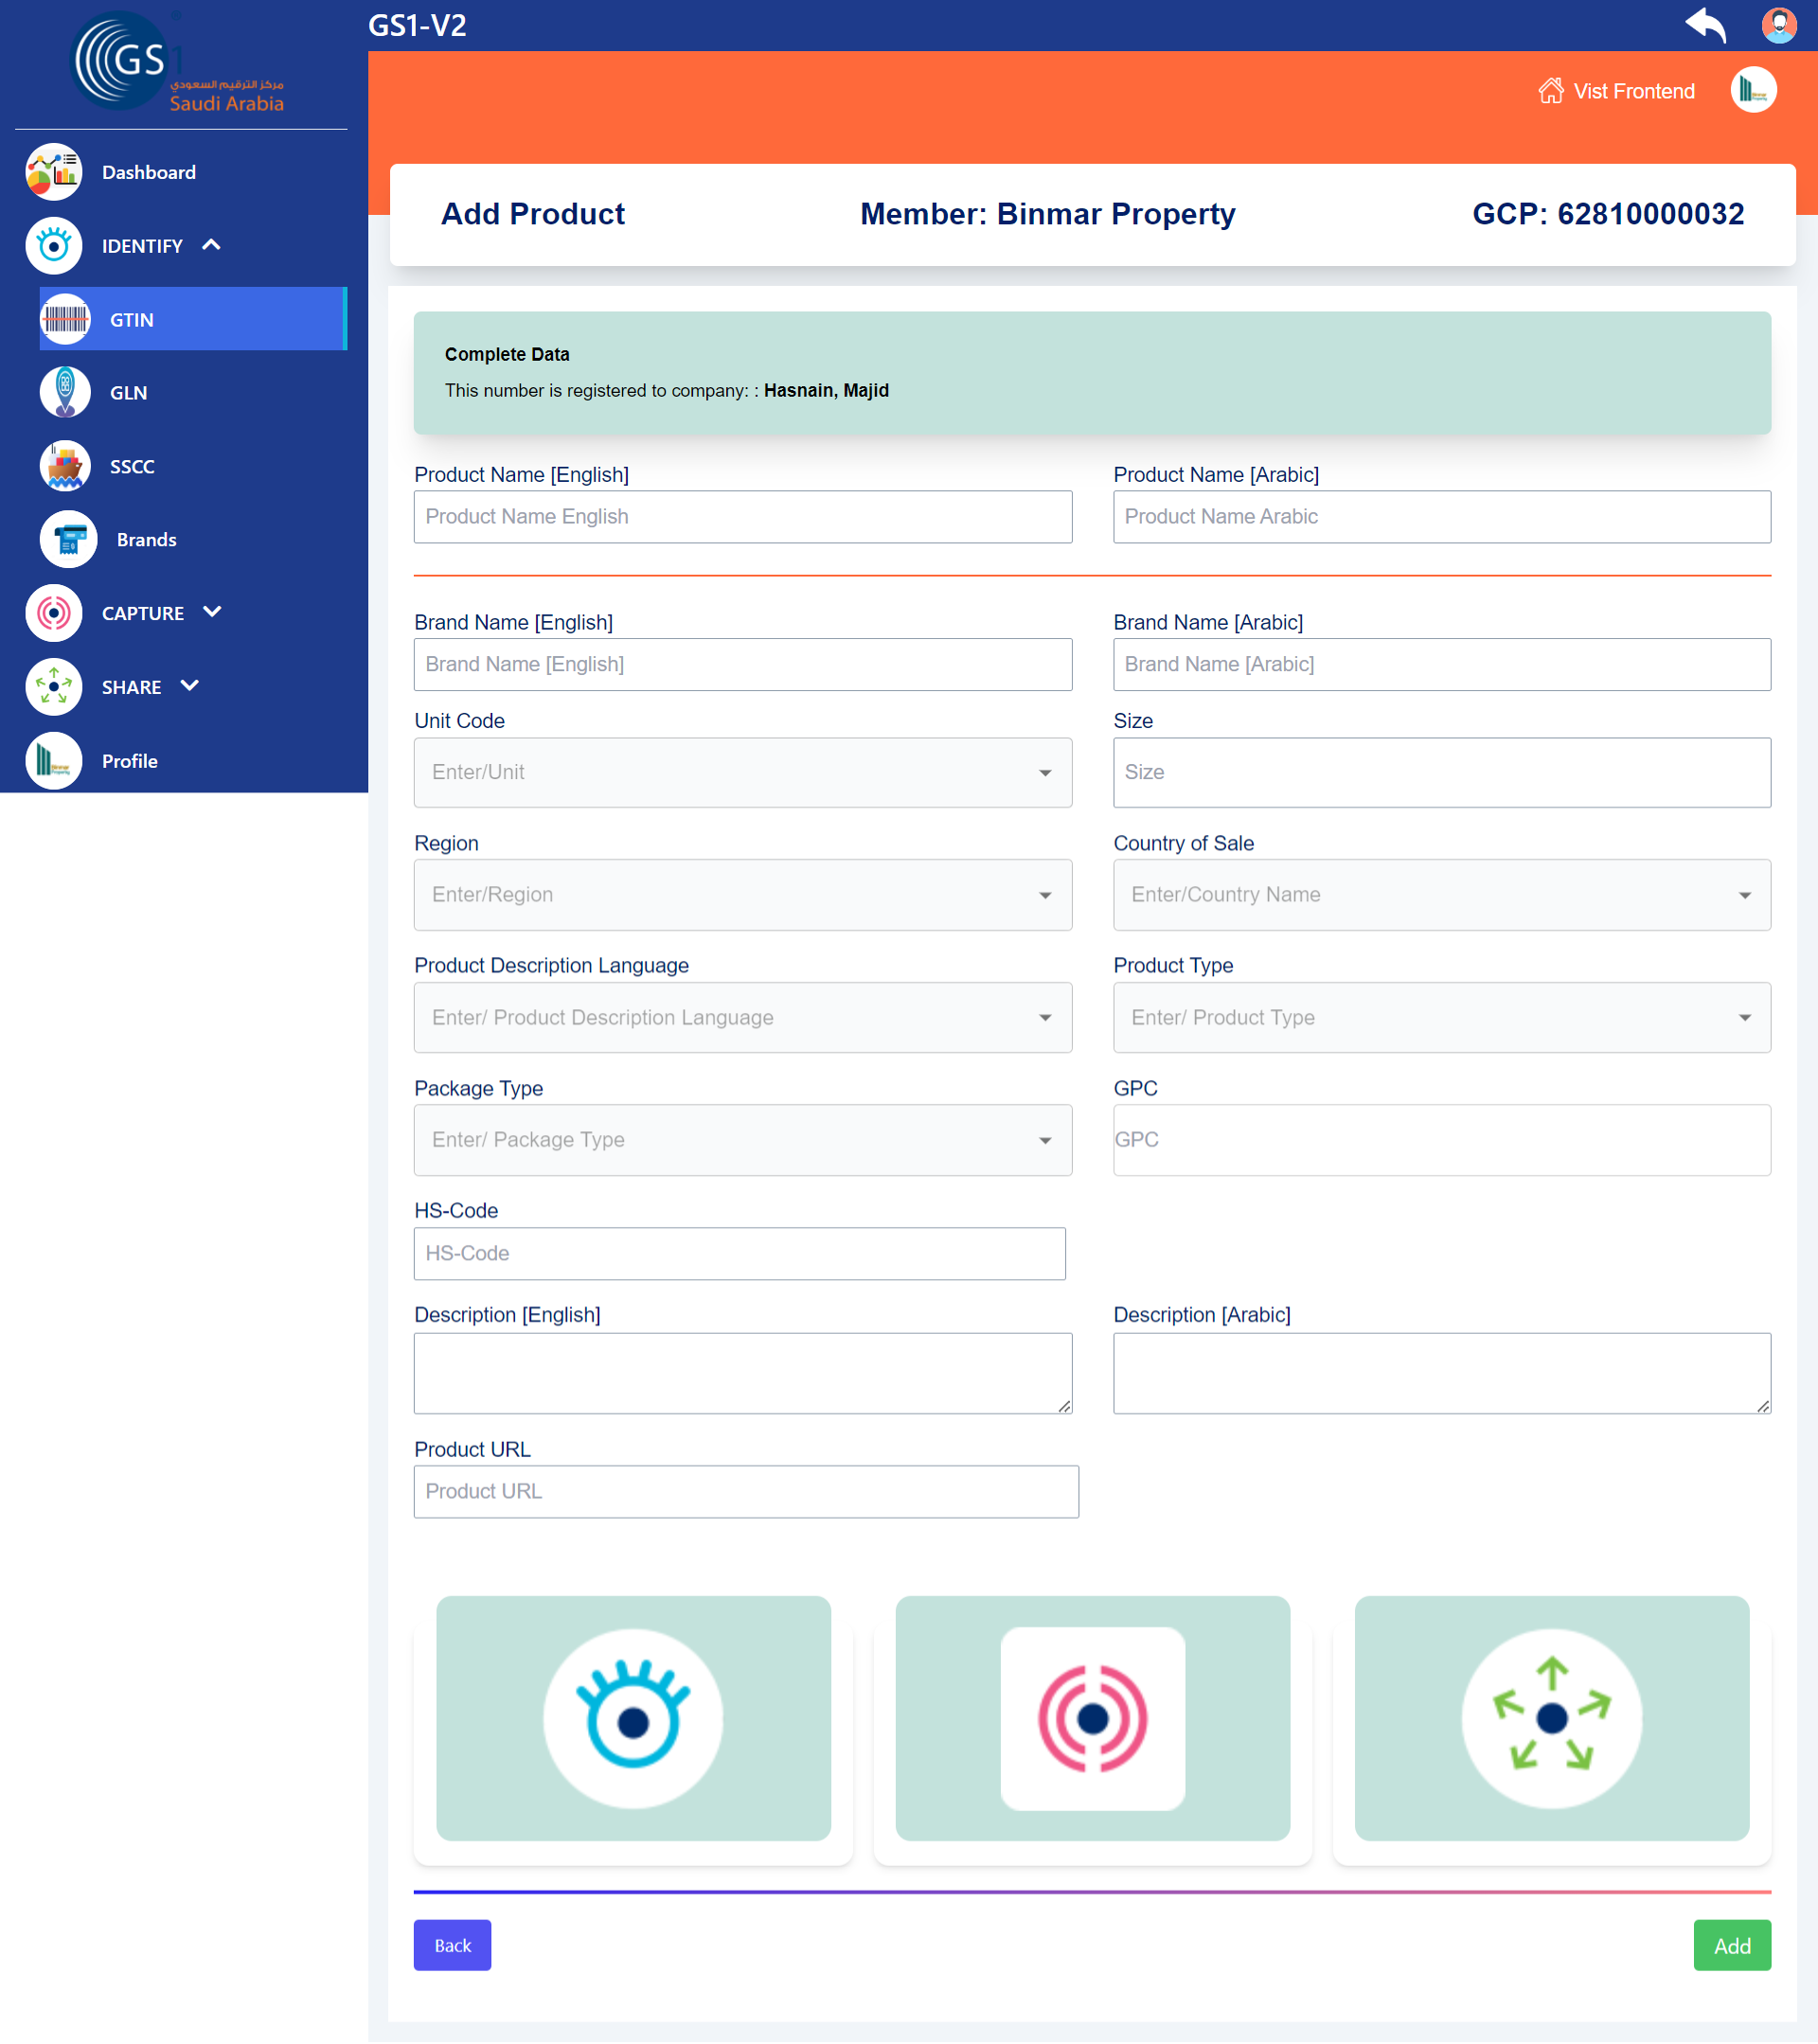 GS1
مركز الترقيم السعودي
Saudi Arabia
Dashboard
IDENTIFY
GTIN
GLN
SSCC
Brands
CAPTURE
SHARE
Profile
GS1-V2
Vist Frontend
Add Product
Member: Binmar Property
GCP: 62810000032
Complete Data
This number is registered to company: : Hasnain, Majid
Product Name [English]
Product Name English
Product Name [Arabic]
Product Name Arabic
Brand Name [English]
Brand Name [English]
Brand Name [Arabic]
Brand Name [Arabic]
Unit Code
Enter/Unit
Size
Size
Region
Enter/Region
Country of Sale
Enter/Country Name
Product Description Language
Enter/ Product Description Language
Product Type
Enter/ Product Type
Package Type
Enter/ Package Type
GPC
GPC
HS-Code
HS-Code
Description [English]
Description [Arabic]
Product URL
Product URL
Back
Add